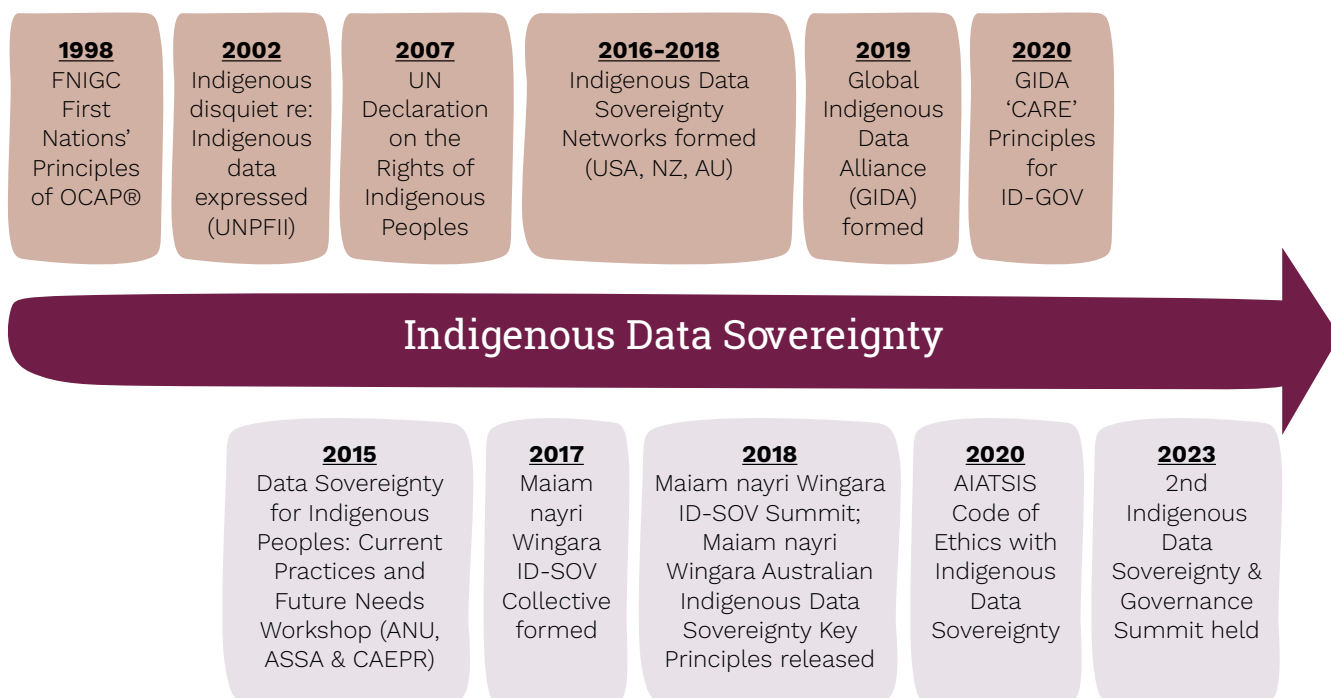 1998
FNIGC
First
Nations’
Principles
of OCAP®
2002
Indigenous
disquiet re:
Indigenous
data
expressed
(UNPFII)
2007
UN
Declaration
on the
Rights of
Indigenous
Peoples
2016-2018
Indigenous Data
Sovereignty
Networks formed
(USA, NZ, AU)
2019
Global
Indigenous
Data
Alliance
(GIDA)
formed
2020
GIDA
‘CARE’
Principles
for
ID-GOV
Indigenous Data Sovereignty
2015
Data Sovereignty
for Indigenous
Peoples: Current
Practices and
Future Needs
Workshop (ANU,
ASSA & CAEPR)
2017
Maiam
nayri
Wingara
ID-SOV
Collective
formed
2018
Maiam nayri Wingara
ID-SOV Summit;
Maiam nayri
Wingara Australian
Indigenous Data
Sovereignty Key
Principles released
2020
AIATSIS
Code of
Ethics with
Indigenous
Data
Sovereignty
2023
2nd
Indigenous
Data
Sovereignty &
Governance
Summit held